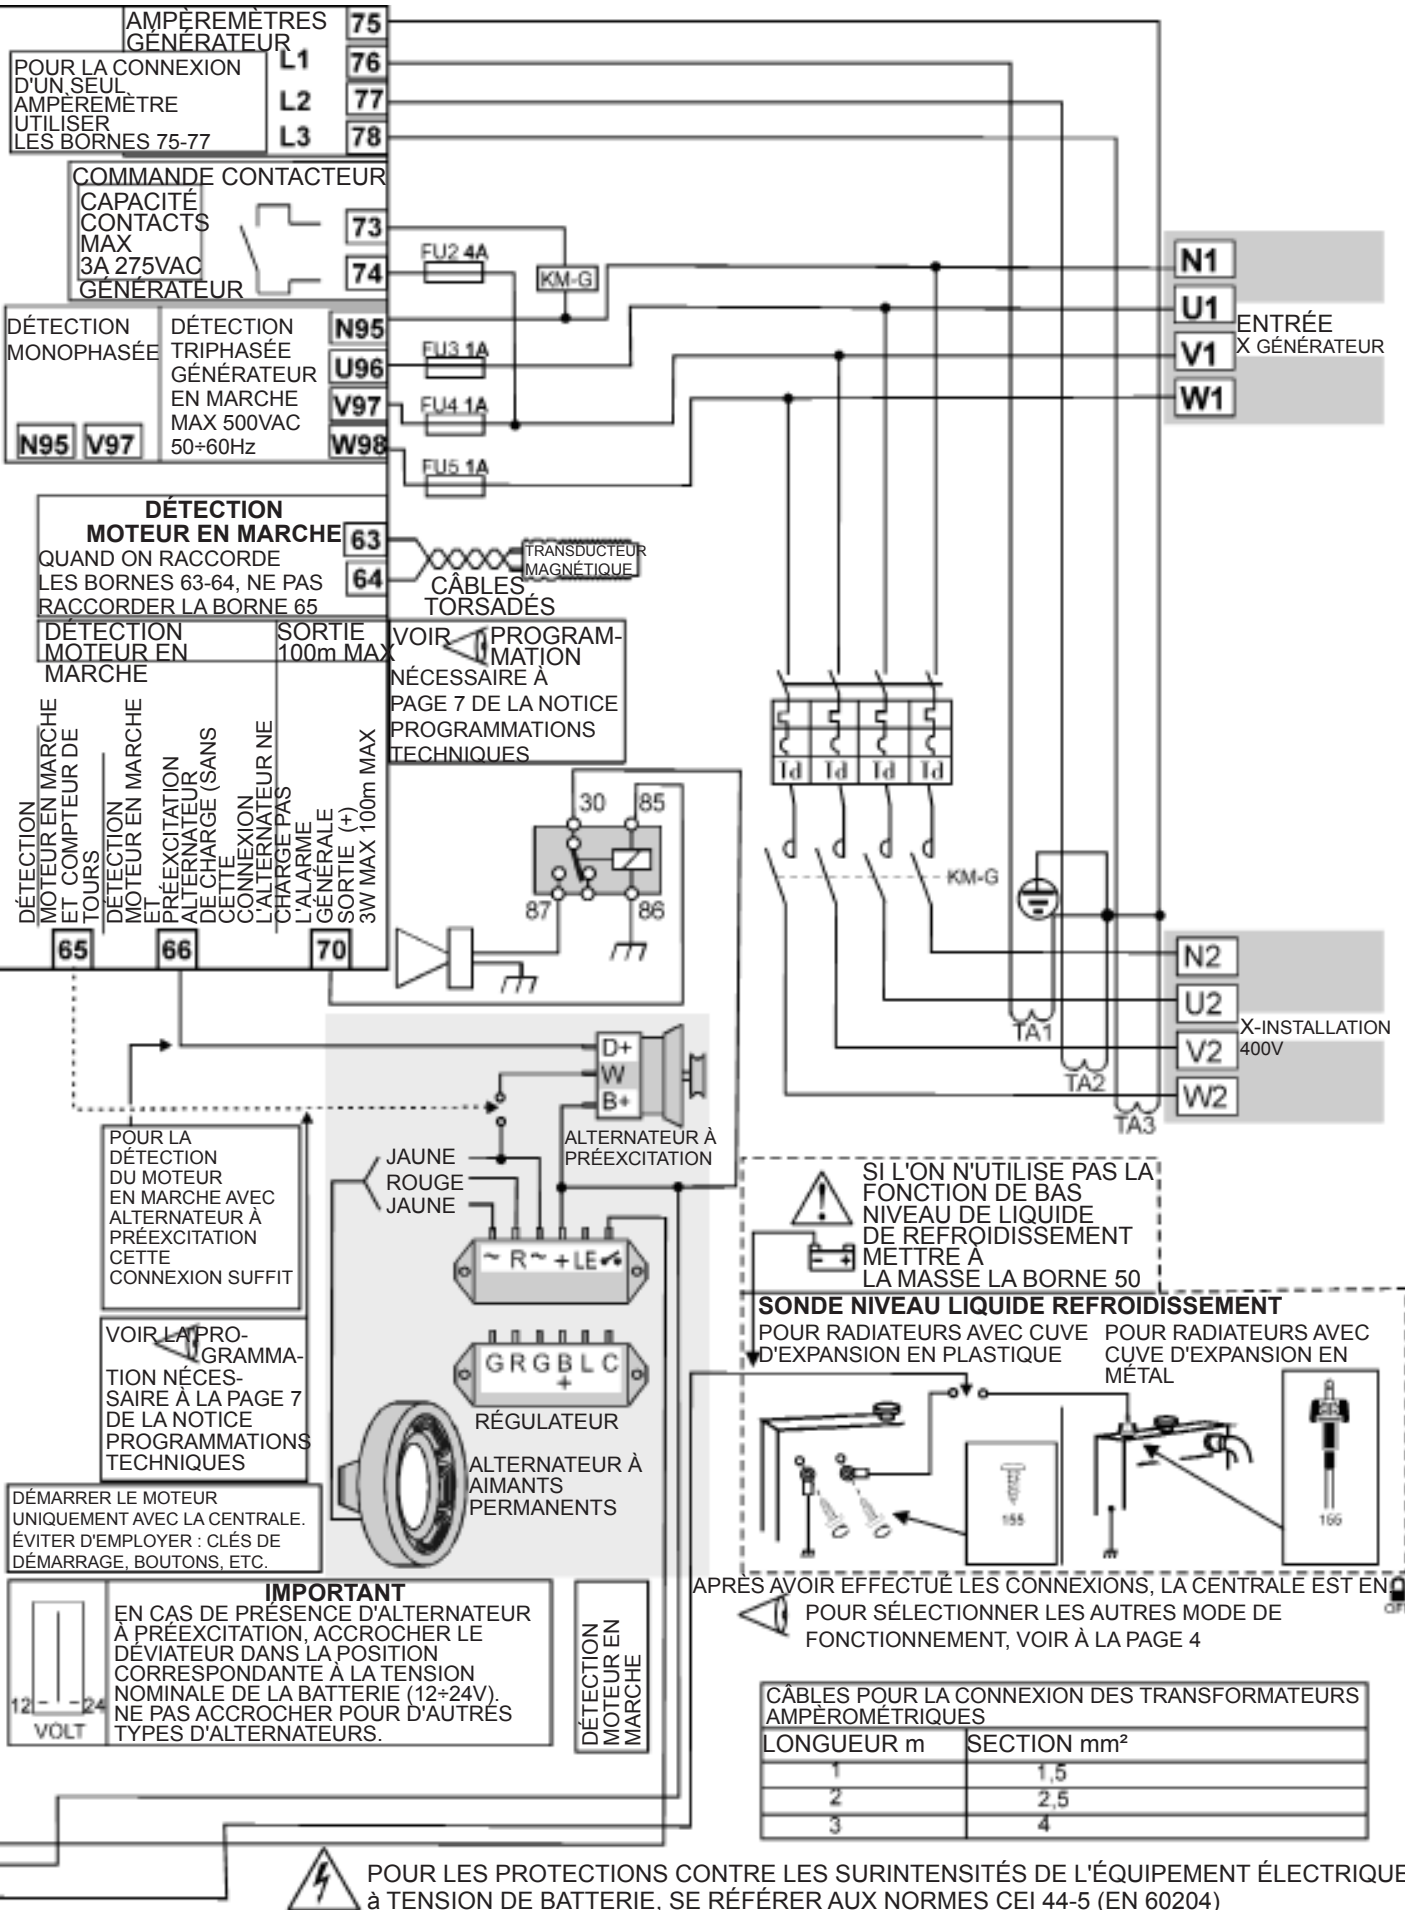 AMPÈREMÈTRES
GÉNÉRATEUR
75
L1 76
L2 77
L3 78
POUR LA CONNEXION
D'UN SEUL
AMPÈREMÈTRE
UTILISER
LES BORNES 75-77
COMMANDE CONTACTEUR
CAPACITÉ
CONTACTS
MAX
3A 275VAC
GÉNÉRATEUR
73
74
FU2 4A
KM-G
DÉTECTION
MONOPHASÉE
N95 V97
DÉTECTION
TRIPHASÉE
GÉNÉRATEUR
EN MARCHE
MAX 500VAC
50÷60Hz
N95
U96
V97
W98
FU3 1A
FU4 1A
FU5 1A
N1
U1
V1
W1
ENTRÉE
X GÉNÉRATEUR
DÉTECTION
MOTEUR EN MARCHE
QUAND ON RACCORDE
LES BORNES 63-64, NE PAS
RACCORDER LA BORNE 65
63
64
TRANSDUCTEUR
MAGNÉTIQUE
CÂBLES
TORSADÉS
DÉTECTION
MOTEUR EN
MARCHE
SORTIE
100m MAX
VOIR PROGRAM-
MATION
NÉCESSAIRE À
PAGE 7 DE LA NOTICE
PROGRAMMATIONS
TECHNIQUES
DÉTECTION
MOTEUR EN MARCHE
ET COMPTEUR DE
TOURS
DÉTECTION
MOTEUR EN MARCHE
ET
PRÉEXCITATION
ALTERNATEUR
DE CHARGE (SANS
CETTE
CONNEXION
L'ALTERNATEUR NE
CHARGE PAS
L'ALARME
GÉNÉRALE
SORTIE (+)
3W MAX 100m MAX
65
66
70
30
85
87
86
Id Id Id Id
KM-G
N2
U2
V2
W2
X-INSTALLATION
400V
TA1
TA2
TA3
D+
W
B+
ALTERNATEUR À
PRÉEXCITATION
POUR LA
DÉTECTION
DU MOTEUR
EN MARCHE AVEC
ALTERNATEUR À
PRÉEXCITATION
CETTE
CONNEXION SUFFIT
JAUNE
ROUGE
JAUNE
~ R ~ + LE
G R G B L C
+
RÉGULATEUR
ALTERNATEUR À
AIMANTS
PERMANENTS
VOIR LA PRO-
GRAMMA-
TION NÉCES-
SAIRE À LA PAGE 7
DE LA NOTICE
PROGRAMMATIONS
TECHNIQUES
DÉMARRER LE MOTEUR
UNIQUEMENT AVEC LA CENTRALE.
ÉVITER D'EMPLOYER : CLÉS DE
DÉMARRAGE, BOUTONS, ETC.
SI L'ON N'UTILISE PAS LA
FONCTION DE BAS
NIVEAU DE LIQUIDE
DE REFROIDISSEMENT
METTRE À
LA MASSE LA BORNE 50
SONDE NIVEAU LIQUIDE REFROIDISSEMENT
POUR RADIATEURS AVEC CUVE
D'EXPANSION EN PLASTIQUE
POUR RADIATEURS AVEC
CUVE D'EXPANSION EN
MÉTAL
155
166
APRÈS AVOIR EFFECTUÉ LES CONNEXIONS, LA CENTRALE EST EN
POUR SÉLECTIONNER LES AUTRES MODE DE
FONCTIONNEMENT, VOIR À LA PAGE 4
12 - - 24
VOLT
IMPORTANT
EN CAS DE PRÉSENCE D'ALTERNATEUR
À PRÉEXCITATION, ACCROCHER LE
DÉVIATEUR DANS LA POSITION
CORRESPONDANTE À LA TENSION
NOMINALE DE LA BATTERIE (12÷24V).
NE PAS ACCROCHER POUR D'AUTRES
TYPES D'ALTERNATEURS.
DÉTECTION
MOTEUR EN
MARCHE
CÂBLES POUR LA CONNEXION DES TRANSFORMATEURS
AMPÈROMÉTRIQUES
LONGUEUR m SECTION mm²
1 1,5
2 2,5
3 4
POUR LES PROTECTIONS CONTRE LES SURINTENSITÉS DE L'ÉQUIPEMENT ÉLECTRIQUE
à TENSION DE BATTERIE, SE RÉFÉRER AUX NORMES CEI 44-5 (EN 60204)